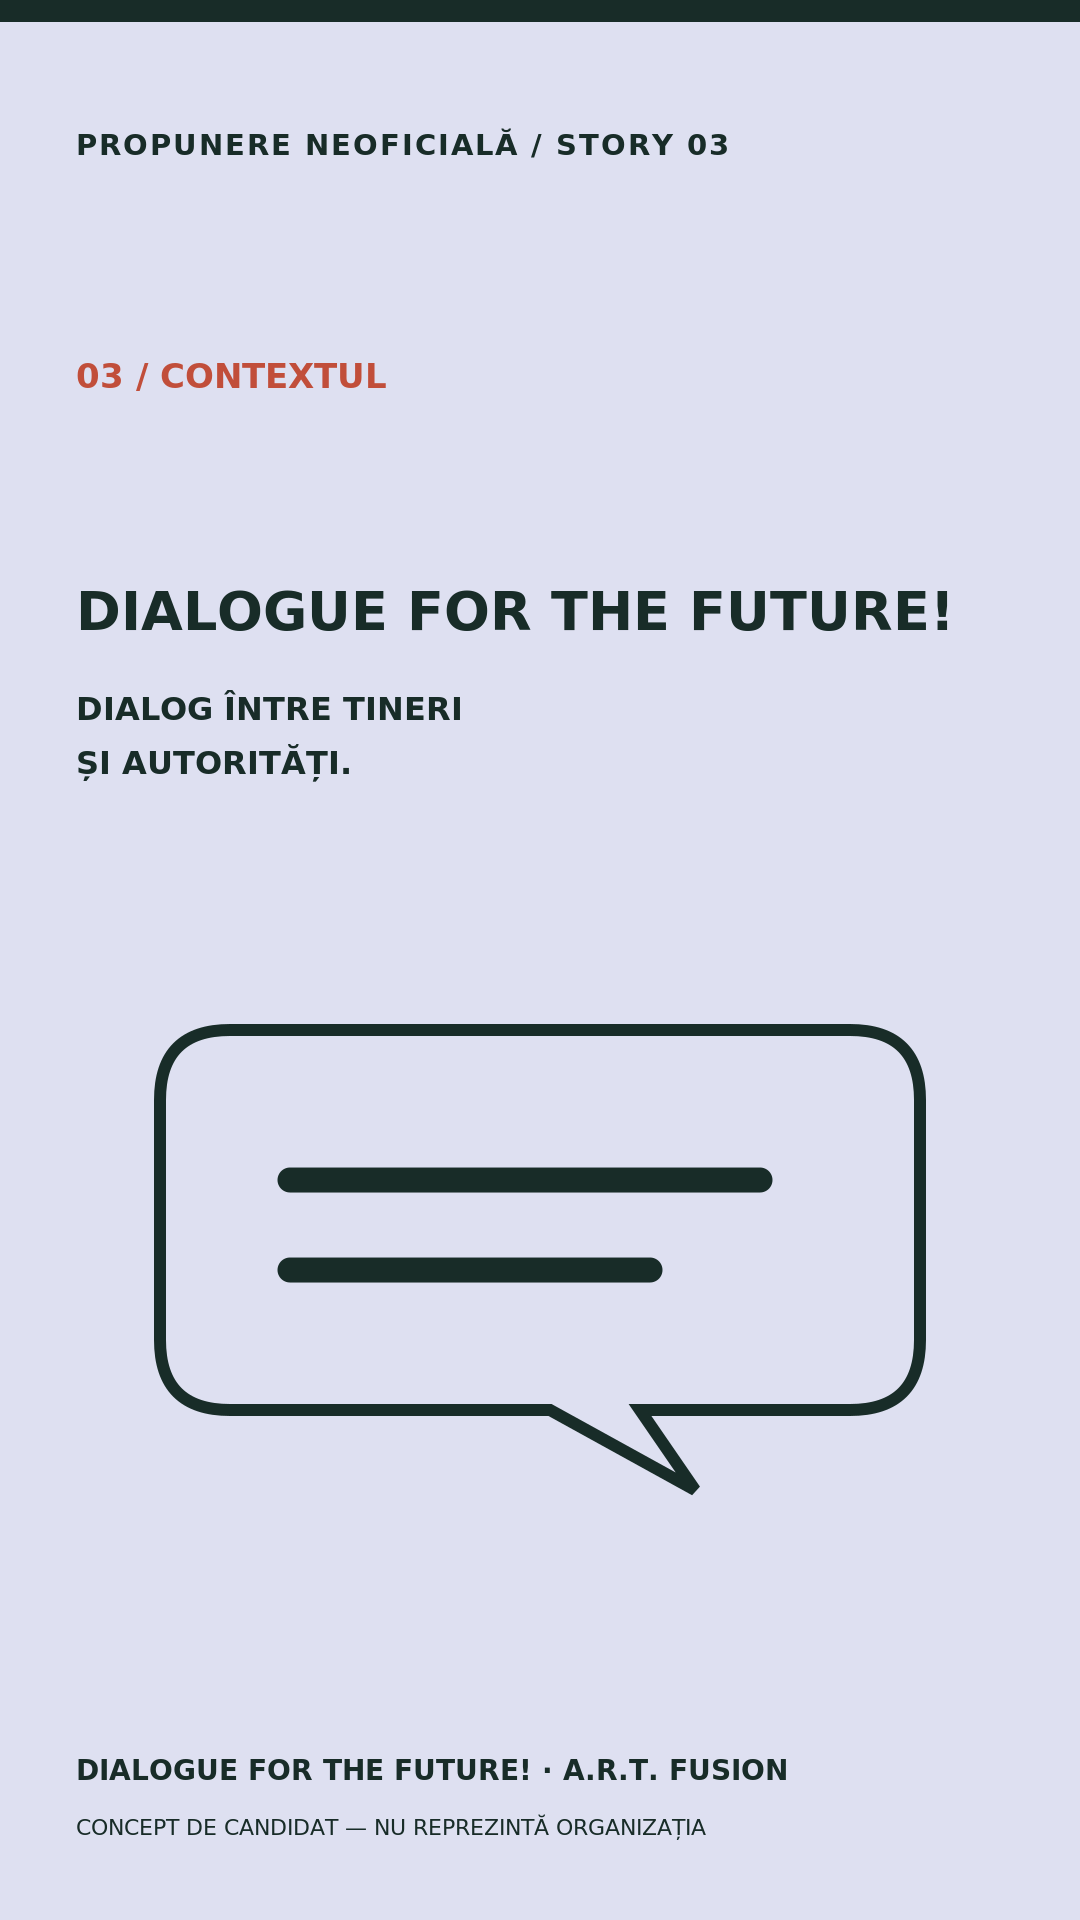 PROPUNERE NEOFICIALĂ / STORY 03
03 / CONTEXTUL
DIALOGUE FOR THE FUTURE!
DIALOG ÎNTRE TINERI
ȘI AUTORITĂȚI.
DIALOGUE FOR THE FUTURE! · A.R.T. FUSION
CONCEPT DE CANDIDAT — NU REPREZINTĂ ORGANIZAȚIA